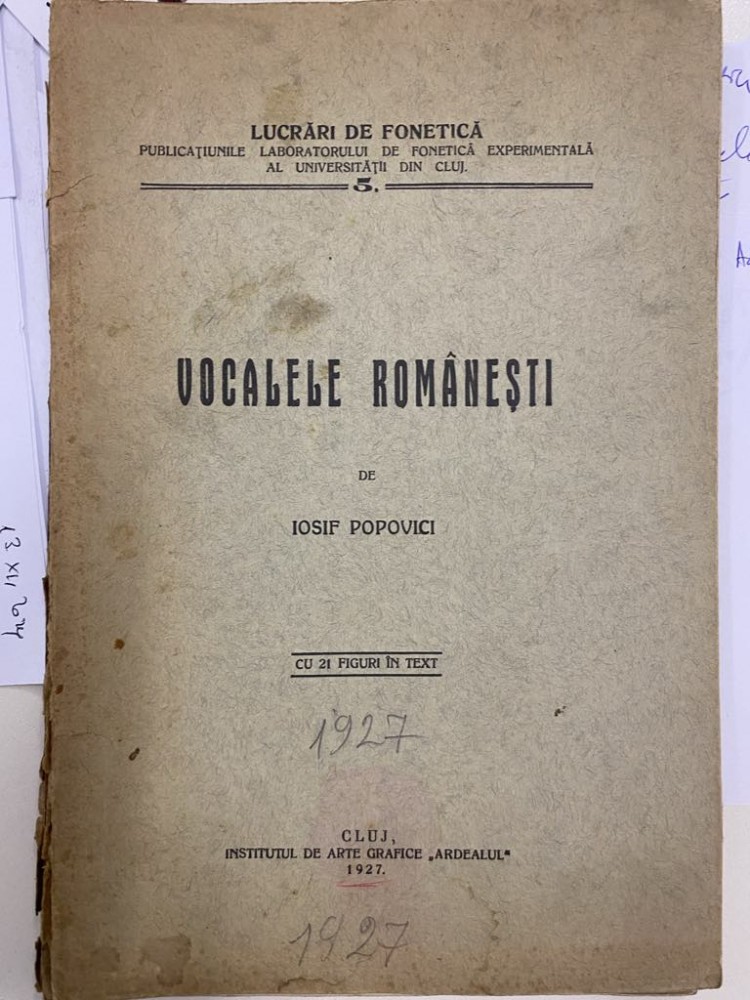 LUCRĂRI DE FONETICĂ
PUBLICAȚIUNILE LABORATORULUI DE FONETICĂ EXPERIMENTALĂ
AL UNIVERSITĂȚII DIN CLUJ.
5.
VOCALELE ROMÂNEȘTI
DE
IOSIF POPOVICI
CU 21 FIGURI ÎN TEXT
1927
CLUJ,
INSTITUTUL DE ARTE GRAFICE „ARDEALUL"
1927.
1927